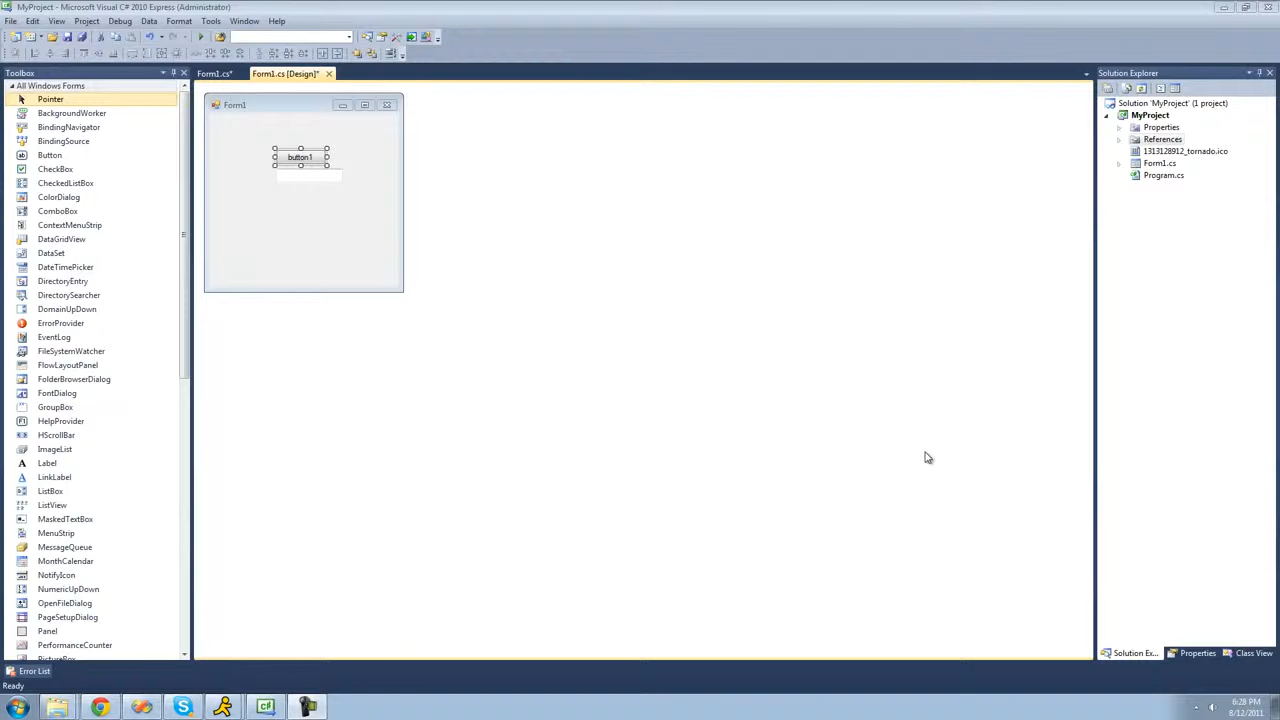 MyProject - Microsoft Visual C# 2010 Express (Administrator)
File Edit View Project Debug Data Format Tools Window Help
Toolbox
Form1.cs*
Form1.cs [Design]*
Solution Explorer
All Windows Forms
Pointer
BackgroundWorker
BindingNavigator
BindingSource
Button
CheckBox
CheckedListBox
ColorDialog
ComboBox
ContextMenuStrip
DataGridView
DataSet
DateTimePicker
DirectoryEntry
DirectorySearcher
DomainUpDown
ErrorProvider
EventLog
FileSystemWatcher
FlowLayoutPanel
FolderBrowserDialog
FontDialog
GroupBox
HelpProvider
HScrollBar
ImageList
Label
LinkLabel
ListBox
ListView
MaskedTextBox
MenuStrip
MessageQueue
MonthCalendar
NotifyIcon
NumericUpDown
OpenFileDialog
PageSetupDialog
Panel
PerformanceCounter
PictureBox
Form1
button1
Solution 'MyProject' (1 project)
MyProject
Properties
References
1313128912_tornado.ico
Form1.cs
Program.cs
Solution Ex...
Properties
Class View
Error List
Ready
6:28 PM
8/12/2011